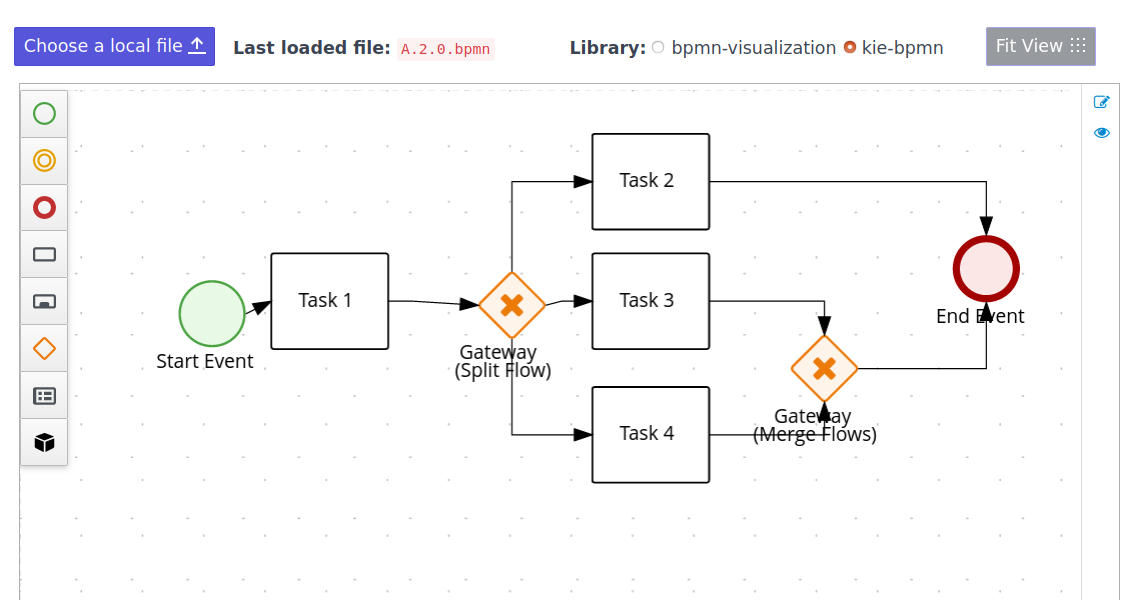 Choose a local file
Last loaded file: A.2.0.bpmn
Library: bpmn-visualization kie-bpmn
Fit View
Task 2
Task 1
Task 3
Start Event
Gateway
(Split Flow)
End Event
Task 4
Gateway
(Merge Flows)